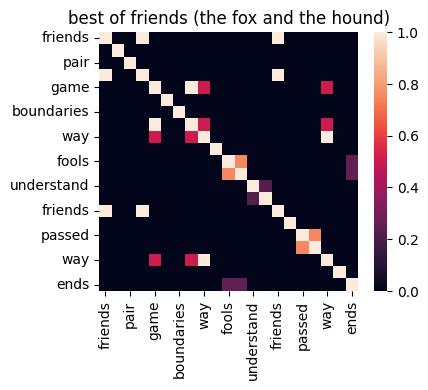 best of friends (the fox and the hound)
friends
pair
game
boundaries
way
fools
understand
friends
passed
way
ends
1.0
0.8
0.6
0.4
0.2
0.0
friends
pair
game
boundaries
way
fools
understand
friends
passed
way
ends